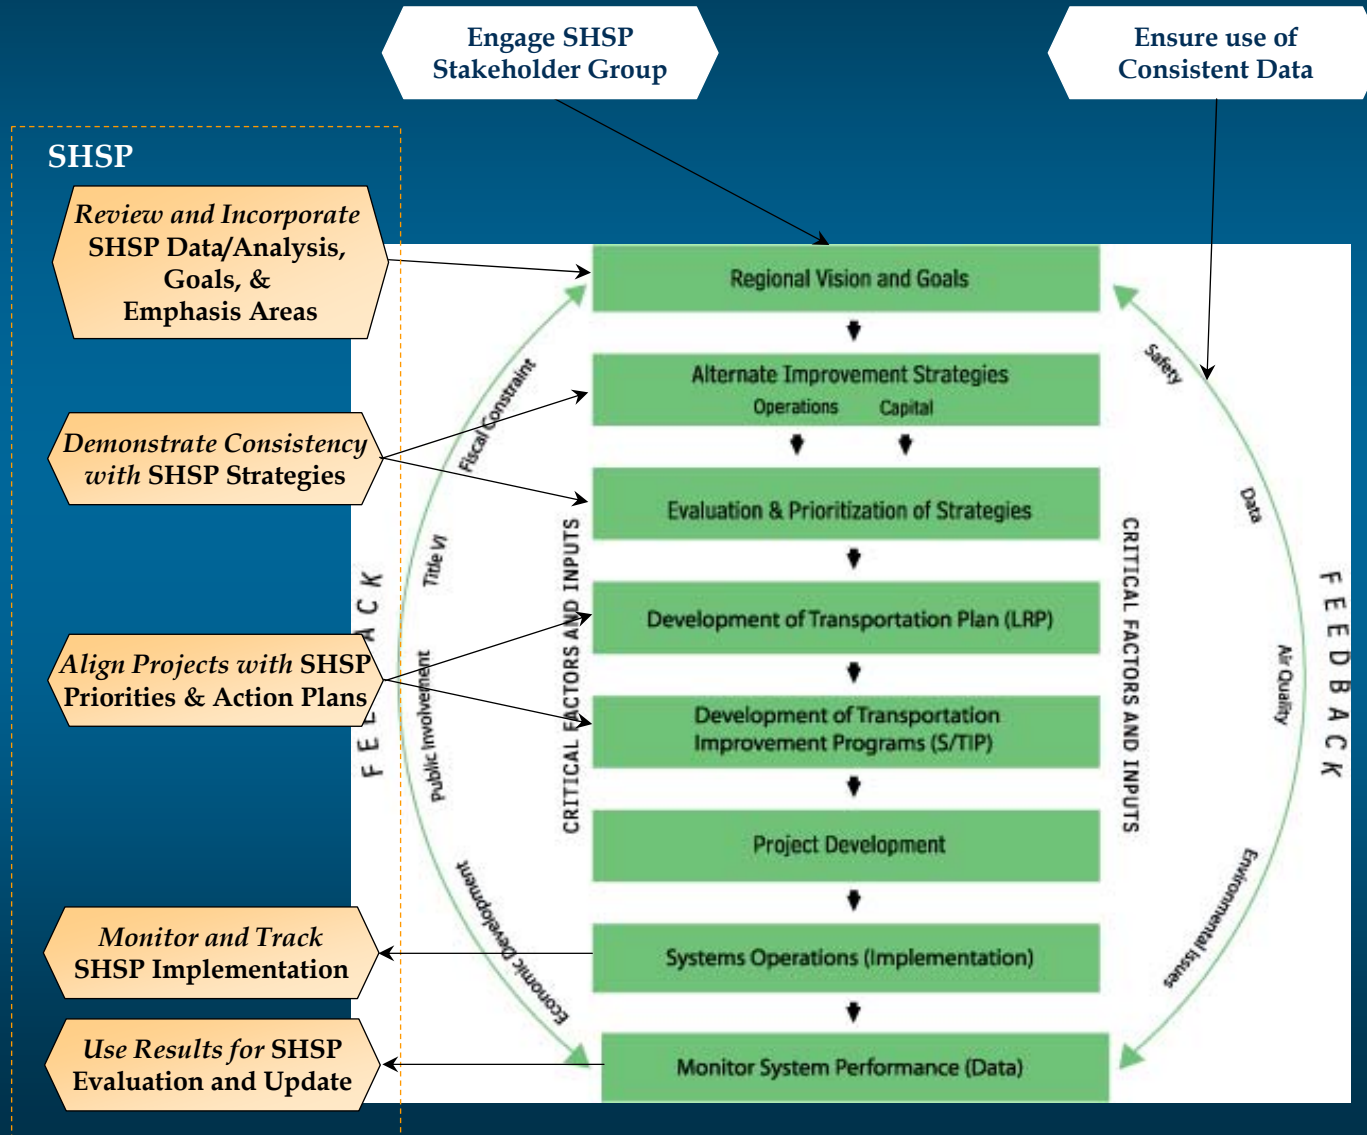 Engage SHSP
Stakeholder Group
Ensure use of
Consistent Data
SHSP
Review and Incorporate
SHSP Data/Analysis,
Goals, &
Emphasis Areas
Demonstrate Consistency
with SHSP Strategies
Align Projects with SHSP
Priorities & Action Plans
Monitor and Track
SHSP Implementation
Use Results for SHSP
Evaluation and Update
Regional Vision and Goals
Alternate Improvement Strategies
Operations Capital
Evaluation & Prioritization of Strategies
Development of Transportation Plan (LRP)
Development of Transportation
Improvement Programs (S/TIP)
Project Development
Systems Operations (Implementation)
Monitor System Performance (Data)
Fiscal Constraint
Title VI
Public Involvement
Economic Development
CRITICAL FACTORS AND INPUTS
CRITICAL FACTORS AND INPUTS
Safety
Data
Air Quality
Environmental Issues
FEEDBACK